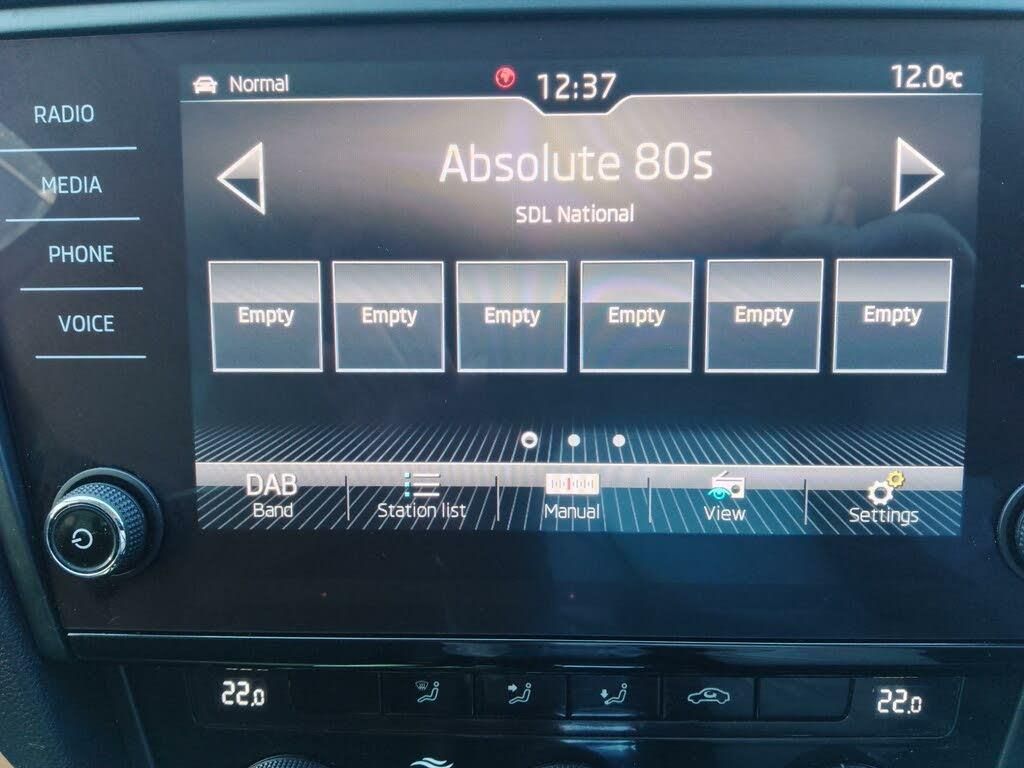 Normal
12:37
12.0°C
RADIO
MEDIA
PHONE
VOICE
Absolute 80s
SDL National
Empty Empty Empty Empty Empty Empty
DAB
Band Station list Manual View Settings
22.0 22.0